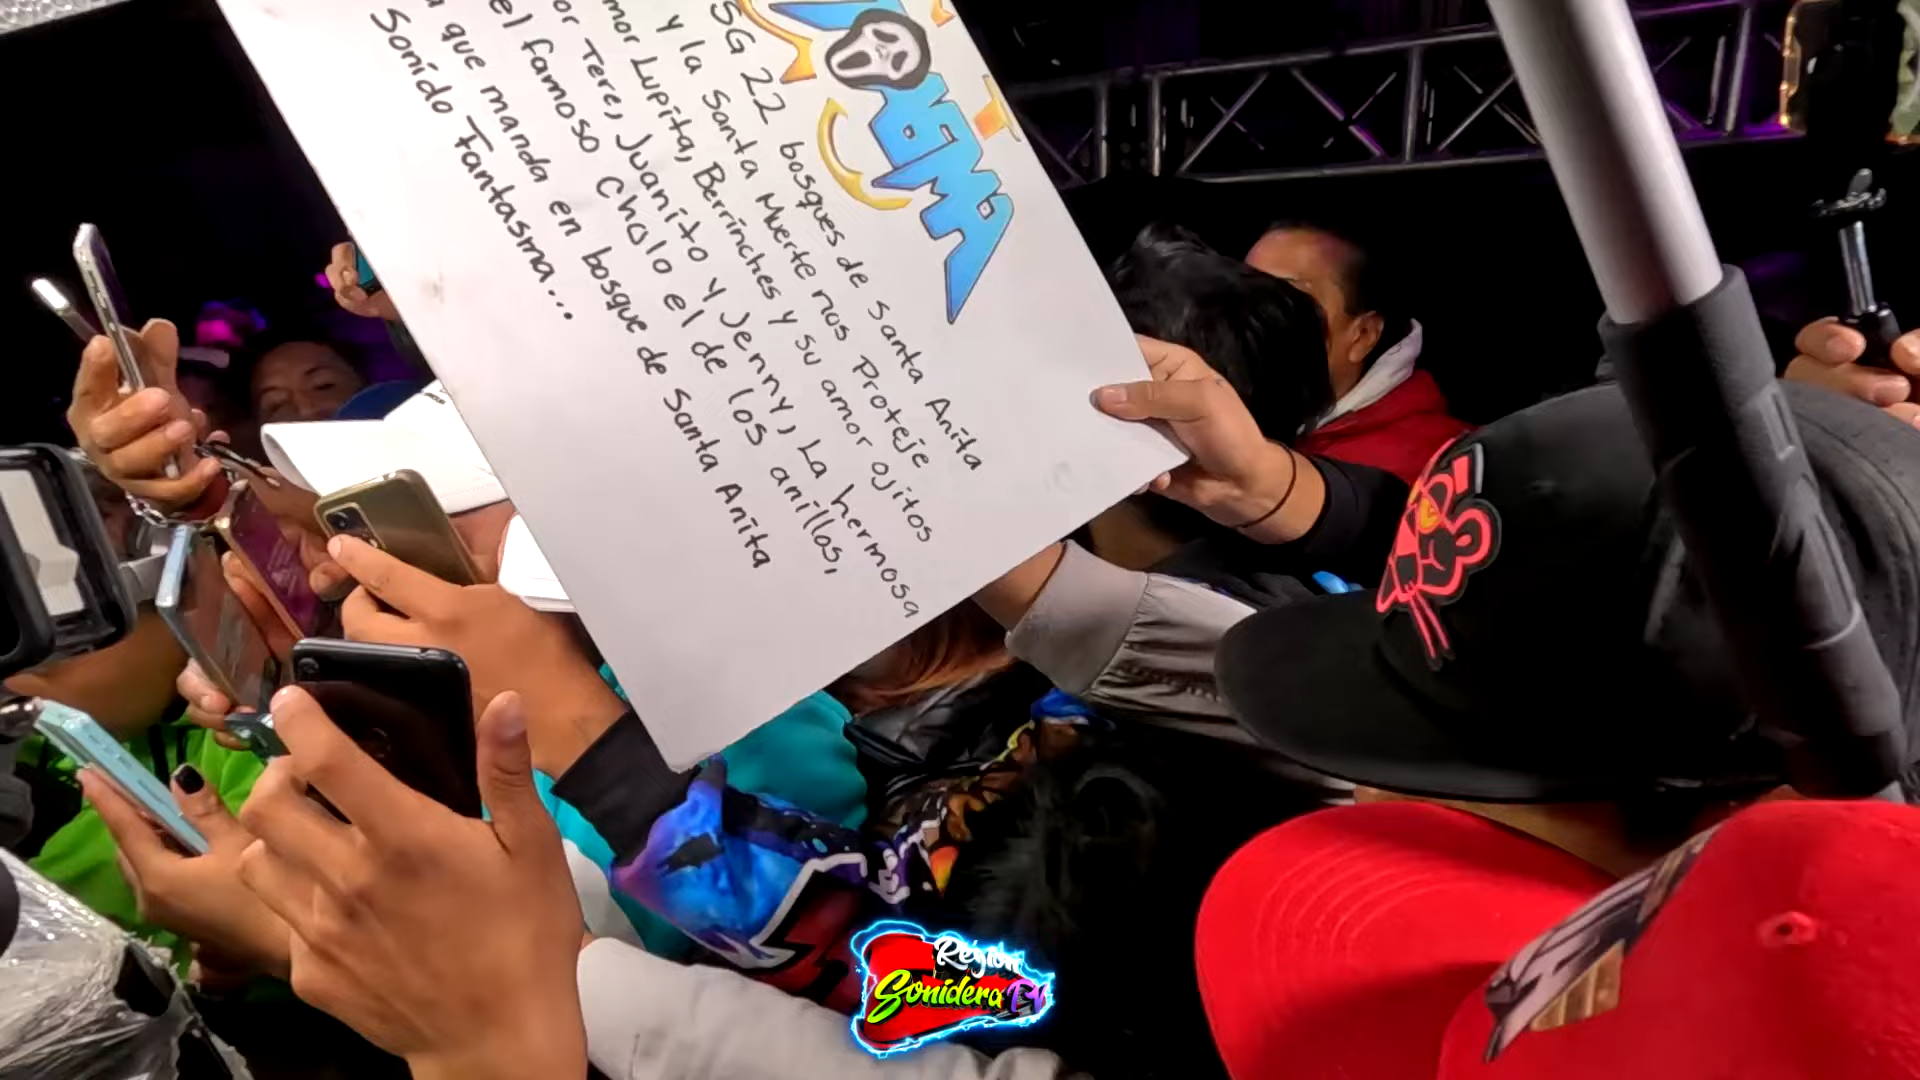 ASMA
SG 22 bosques de Santa Anita
y la Santa Muerte nos Proteje
mor Lupita, Berrinches y su amor ojitos
or Tere, Juanito y Jenny, La hermosa
el famoso Cholo el de los anillos,
a que manda en bosque de Santa Anita
Sonido Fantasma...
Región
Sonidera TV